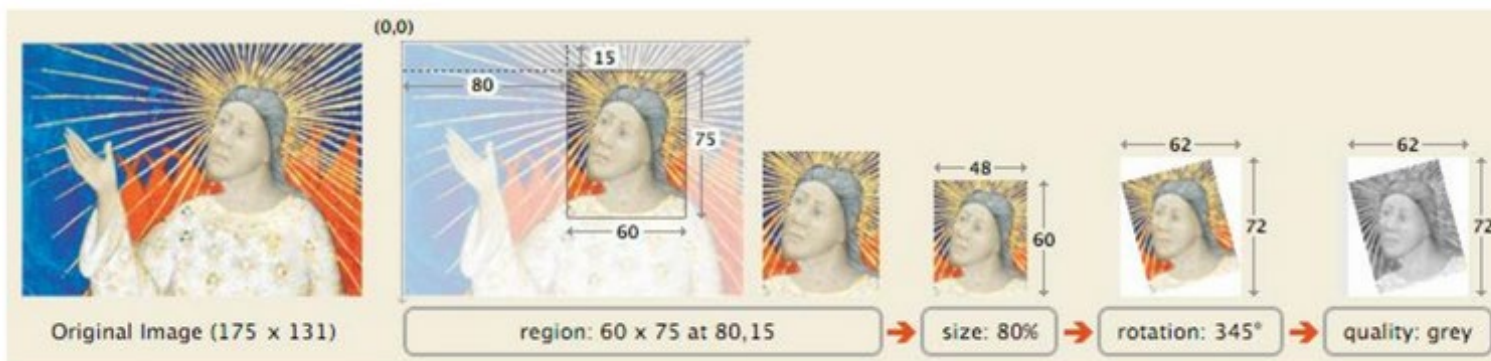 (0,0)
15
80
75
60
48
60
62
72
62
72
Original Image (175 x 131)
region: 60 x 75 at 80,15
size: 80%
rotation: 345°
quality: grey